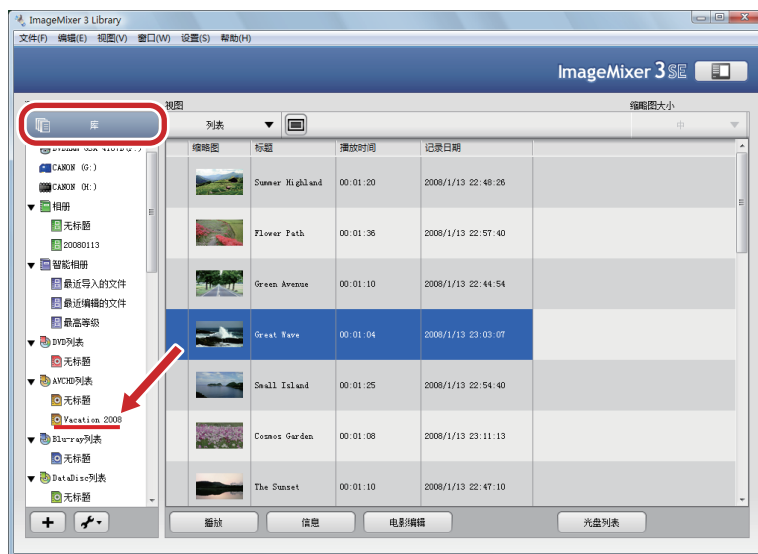 ImageMixer 3 Library
文件(F) 编辑(E) 视图(V) 窗口(W) 设置(S) 帮助(H)
ImageMixer 3 SE
视图
缩略图大小
库
列表
中
CANON (G:)
CANON (H:)
相册
无标题
20080113
智能相册
最近导入的文件
最近编辑的文件
最高等级
DVD列表
无标题
AVCHD列表
无标题
Vacation 2008
Blu-ray列表
无标题
DataDisc列表
无标题
缩略图 标题 播放时间 记录日期
Summer Highland 00:01:20 2008/1/13 22:48:26
Flower Path 00:01:36 2008/1/13 22:57:40
Green Avenue 00:01:10 2008/1/13 22:44:54
Great Wave 00:01:04 2008/1/13 23:03:07
Small Island 00:01:25 2008/1/13 22:54:40
Cosmos Garden 00:01:08 2008/1/13 23:11:13
The Sunset 00:01:10 2008/1/13 22:47:10
播放 信息 电影编辑 光盘列表